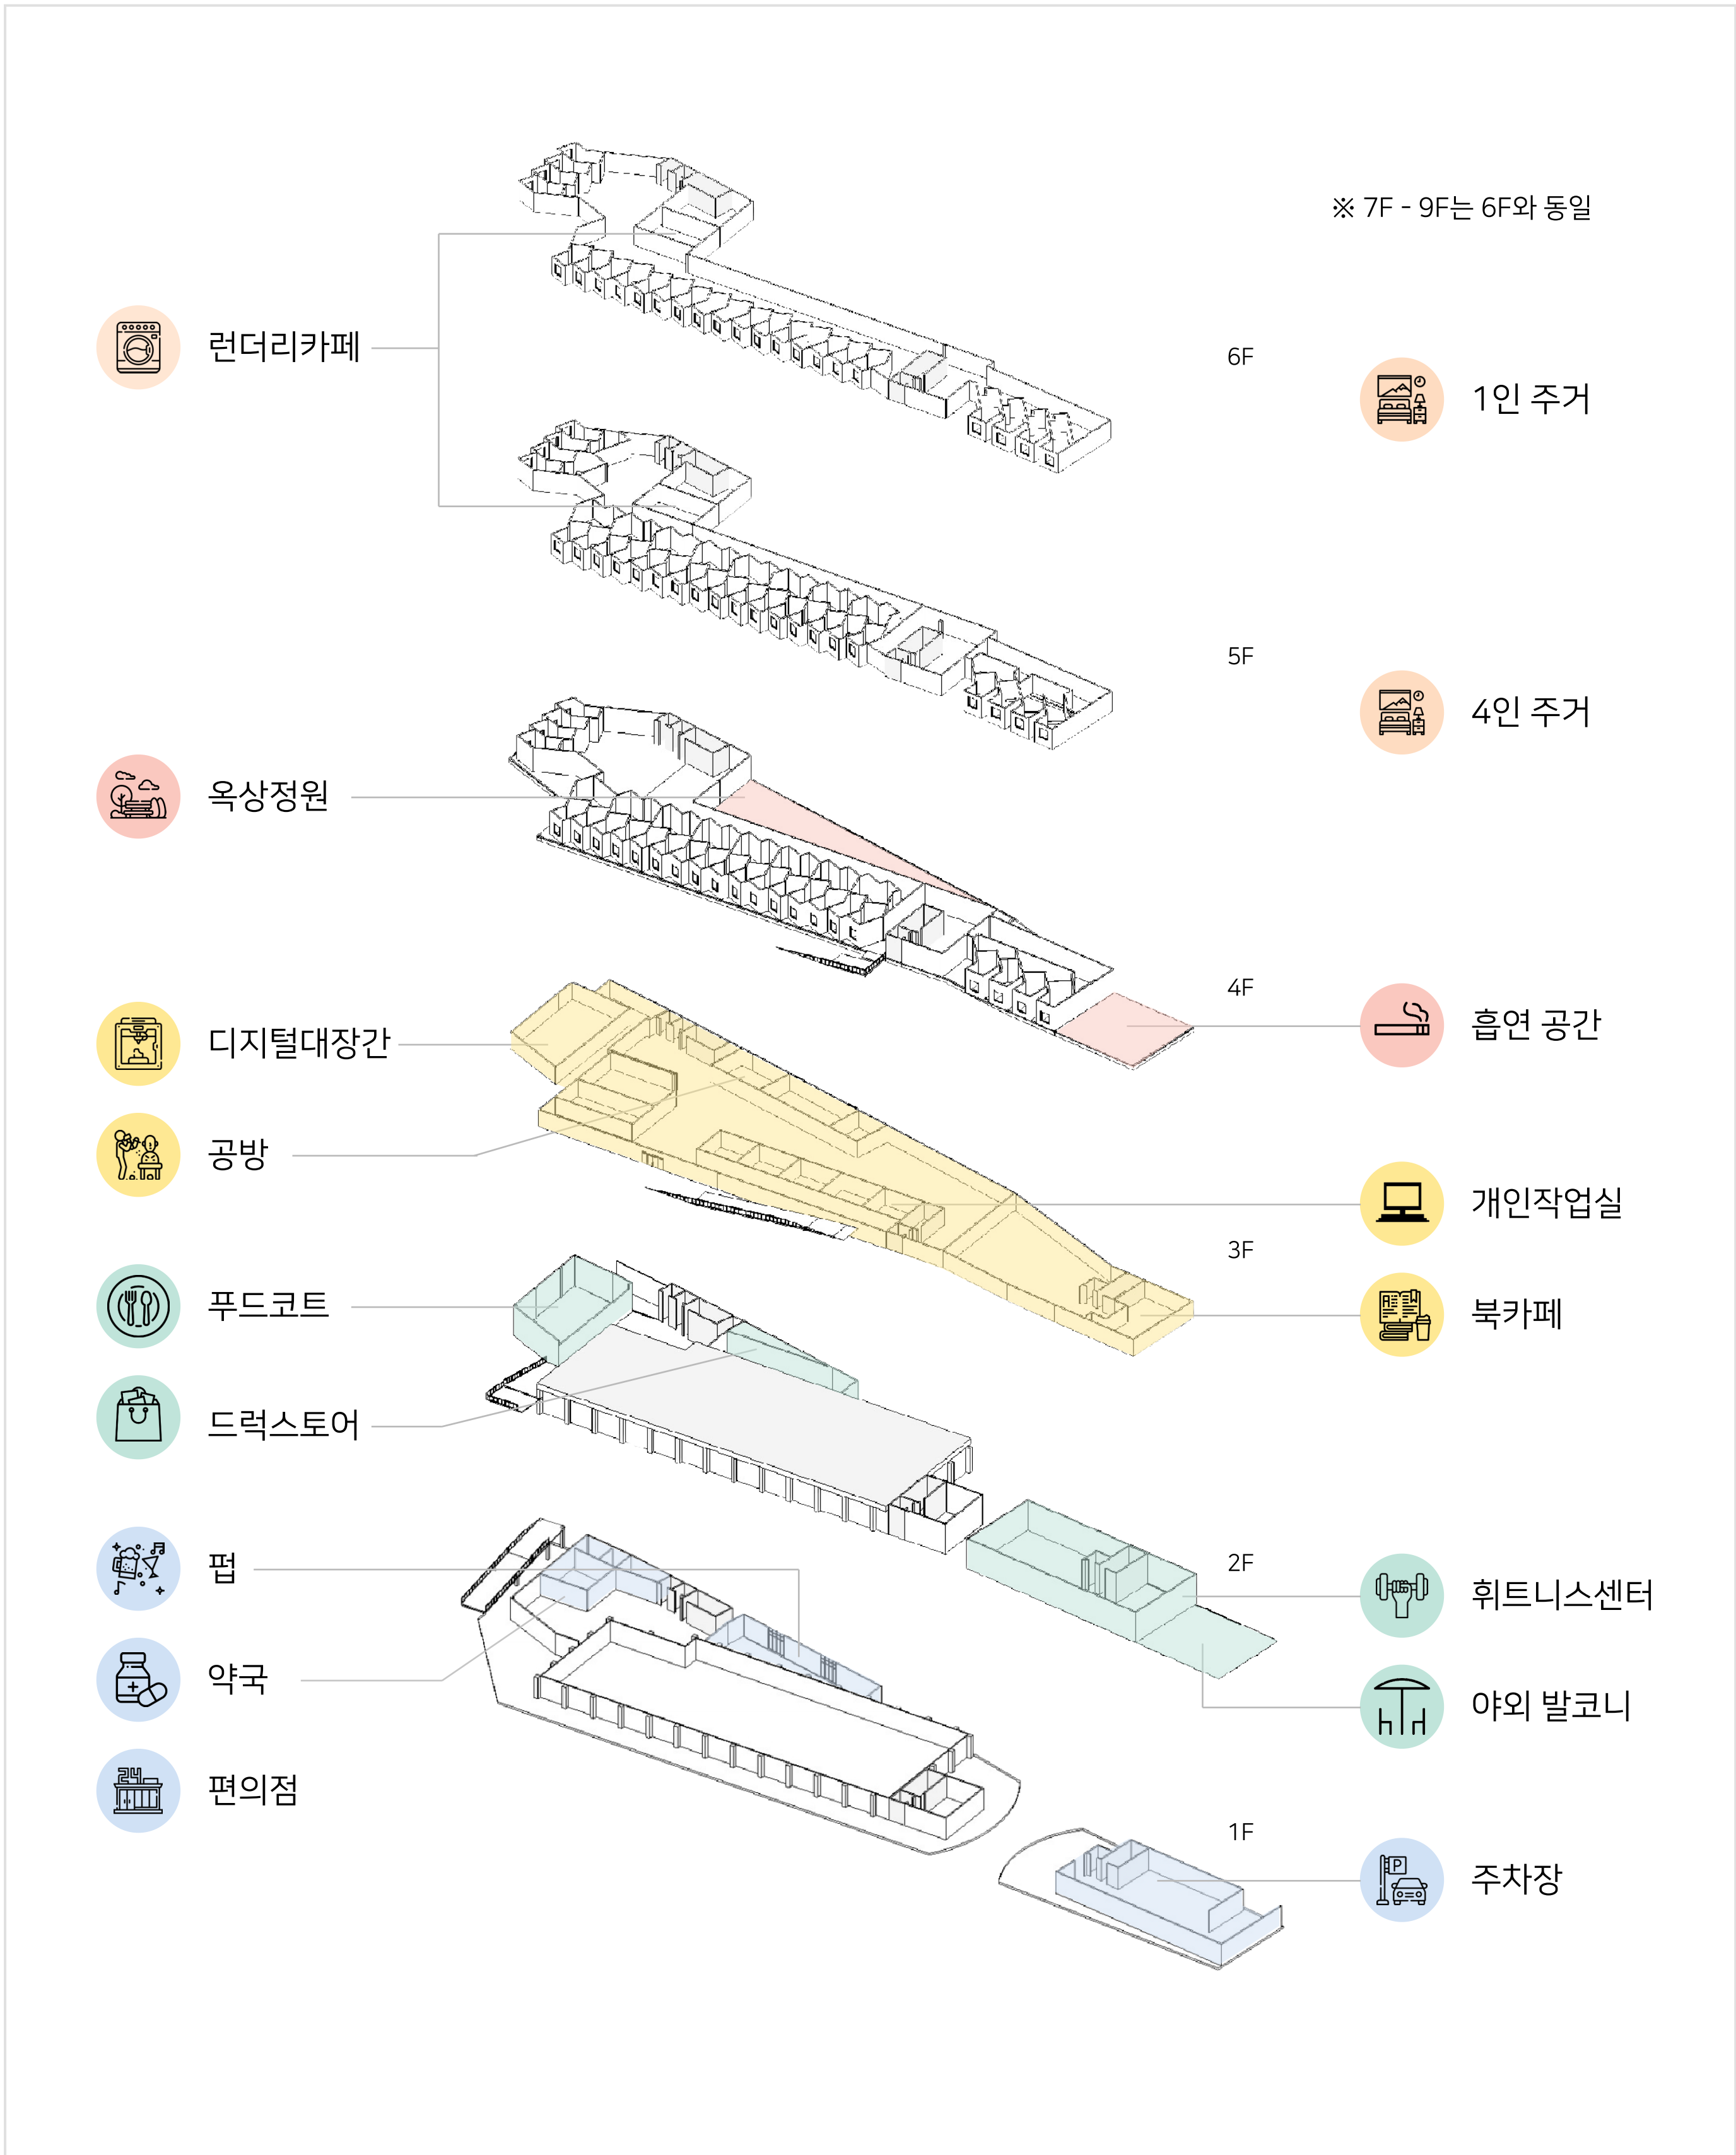 ※ 7F - 9F는 6F와 동일
런더리카페
6F
1인 주거
5F
4인 주거
옥상정원
4F
흡연 공간
디지털대장간
공방
개인작업실
3F
북카페
푸드코트
드럭스토어
2F
펍
휘트니스센터
약국
야외 발코니
24
편의점
1F
P
주차장